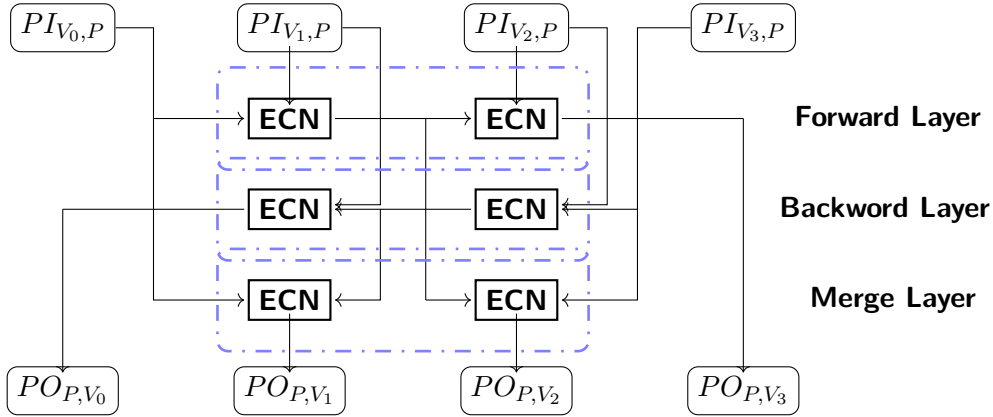 PI_{V_0,P} PI_{V_1,P} PI_{V_2,P} PI_{V_3,P}
ECN ECN Forward Layer
ECN ECN Backword Layer
ECN ECN Merge Layer
PO_{P,V_0} PO_{P,V_1} PO_{P,V_2} PO_{P,V_3}